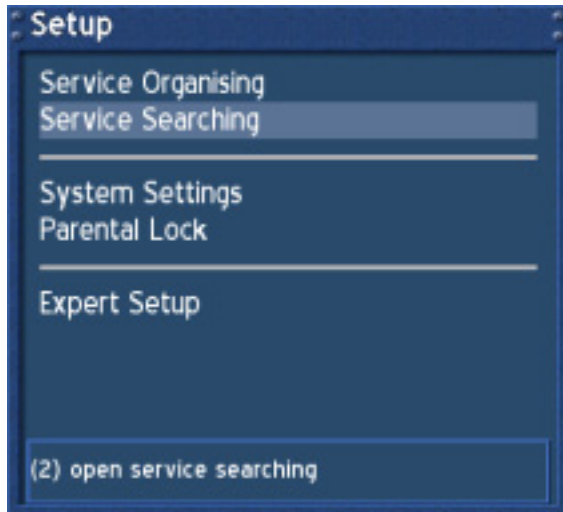 Setup
Service Organising
Service Searching
System Settings
Parental Lock
Expert Setup
(2) open service searching